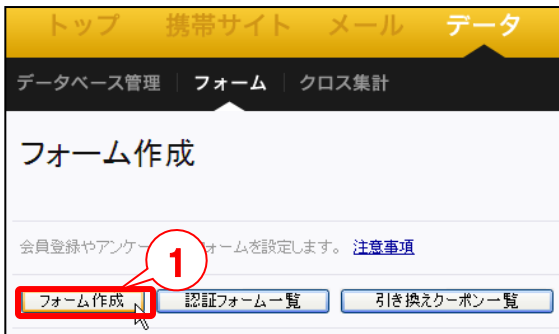 トップ 携帯サイト メール データ
データベース管理 フォーム クロス集計
フォーム作成
会員登録やアンケー フォームを設定します。 注意事項
1
フォーム作成 認証フォーム一覧 引き換えクーポン一覧